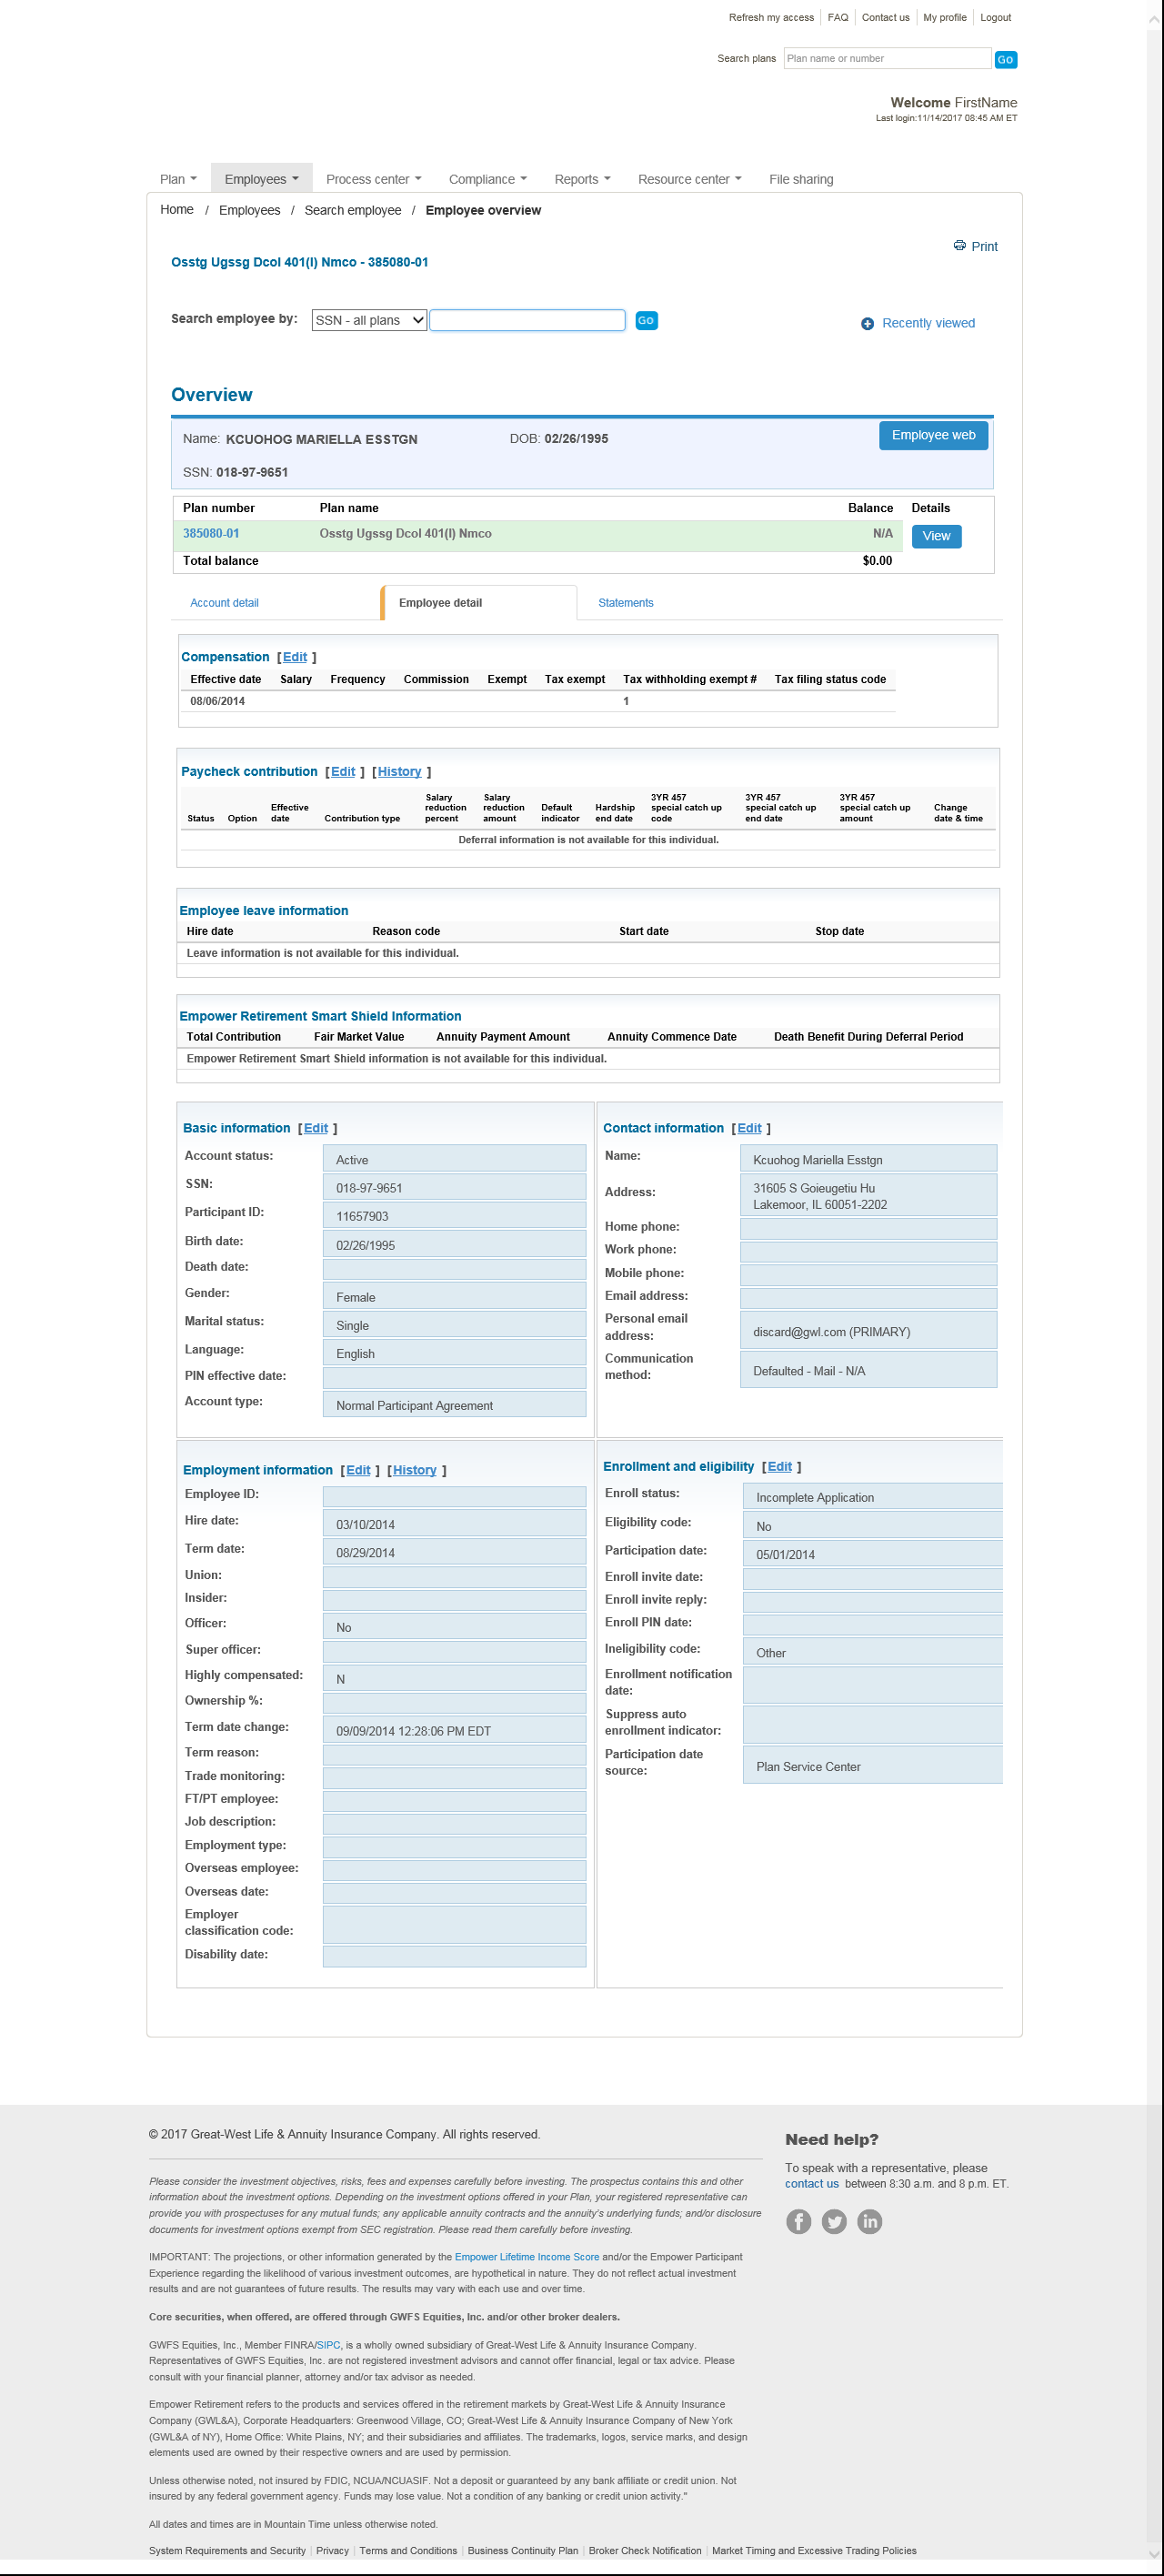 Refresh my access | FAQ | Contact us | My profile | Logout
Search plans Plan name or number GO
Welcome FirstName
Last login:11/14/2017 08:45 AM ET
Plan Employees Process center Compliance Reports Resource center File sharing
Home / Employees / Search employee / Employee overview
Print
Osstg Ugssg Dcol 401(I) Nmco - 385080-01
Search employee by: SSN - all plans GO
Recently viewed
Overview
Name: KCUOHOG MARIELLA ESSTGN DOB: 02/26/1995 Employee web
SSN: 018-97-9651
Plan number Plan name Balance Details
385080-01 Osstg Ugssg Dcol 401(I) Nmco N/A View
Total balance $0.00
Account detail Employee detail Statements
Compensation [Edit ]
Effective date Salary Frequency Commission Exempt Tax exempt Tax withholding exempt # Tax filing status code
08/06/2014 1
Paycheck contribution [Edit ] [History ]
Status Option Effective date Contribution type Salary reduction percent Salary reduction amount Default indicator Hardship end date 3YR 457 special catch up code 3YR 457 special catch up end date 3YR 457 special catch up amount Change date & time
Deferral information is not available for this individual.
Employee leave information
Hire date Reason code Start date Stop date
Leave information is not available for this individual.
Empower Retirement Smart Shield Information
Total Contribution Fair Market Value Annuity Payment Amount Annuity Commence Date Death Benefit During Deferral Period
Empower Retirement Smart Shield information is not available for this individual.
Basic information [Edit ]
Account status: Active
SSN: 018-97-9651
Participant ID: 11657903
Birth date: 02/26/1995
Death date:
Gender: Female
Marital status: Single
Language: English
PIN effective date:
Account type: Normal Participant Agreement
Contact information [Edit ]
Name: Kcuohog Mariella Esstgn
Address: 31605 S Goieugetiu Hu
Lakemoor, IL 60051-2202
Home phone:
Work phone:
Mobile phone:
Email address:
Personal email
address: discard@gwl.com (PRIMARY)
Communication
method: Defaulted - Mail - N/A
Employment information [Edit ] [History ]
Employee ID:
Hire date: 03/10/2014
Term date: 08/29/2014
Union:
Insider:
Officer: No
Super officer:
Highly compensated: N
Ownership %:
Term date change: 09/09/2014 12:28:06 PM EDT
Term reason:
Trade monitoring:
FT/PT employee:
Job description:
Employment type:
Overseas employee:
Overseas date:
Employer
classification code:
Disability date:
Enrollment and eligibility [Edit ]
Enroll status: Incomplete Application
Eligibility code: No
Participation date: 05/01/2014
Enroll invite date:
Enroll invite reply:
Enroll PIN date:
Ineligibility code: Other
Enrollment notification
date:
Suppress auto
enrollment indicator:
Participation date
source: Plan Service Center
© 2017 Great-West Life & Annuity Insurance Company. All rights reserved.
Please consider the investment objectives, risks, fees and expenses carefully before investing. The prospectus contains this and other
information about the investment options. Depending on the investment options offered in your Plan, your registered representative can
provide you with prospectuses for any mutual funds; any applicable annuity contracts and the annuity's underlying funds; and/or disclosure
documents for investment options exempt from SEC registration. Please read them carefully before investing.
IMPORTANT: The projections, or other information generated by the Empower Lifetime Income Score and/or the Empower Participant
Experience regarding the likelihood of various investment outcomes, are hypothetical in nature. They do not reflect actual investment
results and are not guarantees of future results. The results may vary with each use and over time.
Core securities, when offered, are offered through GWFS Equities, Inc. and/or other broker dealers.
GWFS Equities, Inc., Member FINRA/SIPC, is a wholly owned subsidiary of Great-West Life & Annuity Insurance Company.
Representatives of GWFS Equities, Inc. are not registered investment advisors and cannot offer financial, legal or tax advice. Please
consult with your financial planner, attorney and/or tax advisor as needed.
Empower Retirement refers to the products and services offered in the retirement markets by Great-West Life & Annuity Insurance
Company (GWL&A), Corporate Headquarters: Greenwood Village, CO; Great-West Life & Annuity Insurance Company of New York
(GWL&A of NY), Home Office: White Plains, NY; and their subsidiaries and affiliates. The trademarks, logos, service marks, and design
elements used are owned by their respective owners and are used by permission.
Unless otherwise noted, not insured by FDIC, NCUA/NCUASIF. Not a deposit or guaranteed by any bank affiliate or credit union. Not
insured by any federal government agency. Funds may lose value. Not a condition of any banking or credit union activity."
All dates and times are in Mountain Time unless otherwise noted.
System Requirements and Security | Privacy | Terms and Conditions | Business Continuity Plan | Broker Check Notification | Market Timing and Excessive Trading Policies
Need help?
To speak with a representative, please
contact us between 8:30 a.m. and 8 p.m. ET.